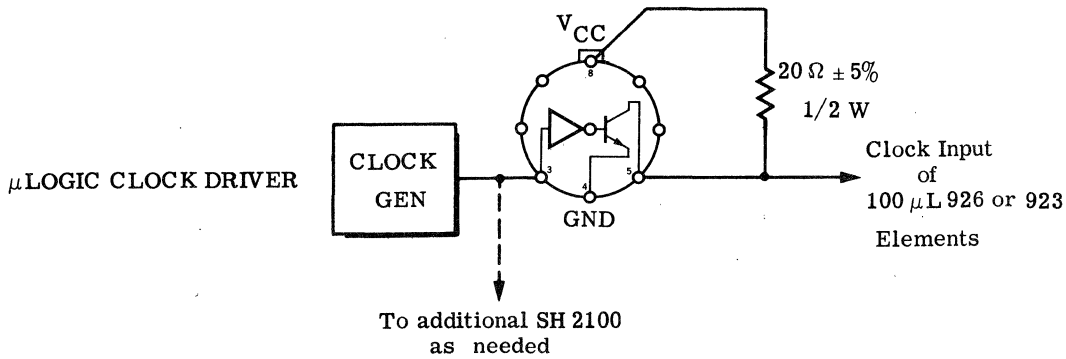 VCC
8
20 Ω ± 5%
1/2 W
μLOGIC CLOCK DRIVER
CLOCK
GEN
3
4
5
GND
Clock Input
of
100 μL 926 or 923
Elements
To additional SH 2100
as needed